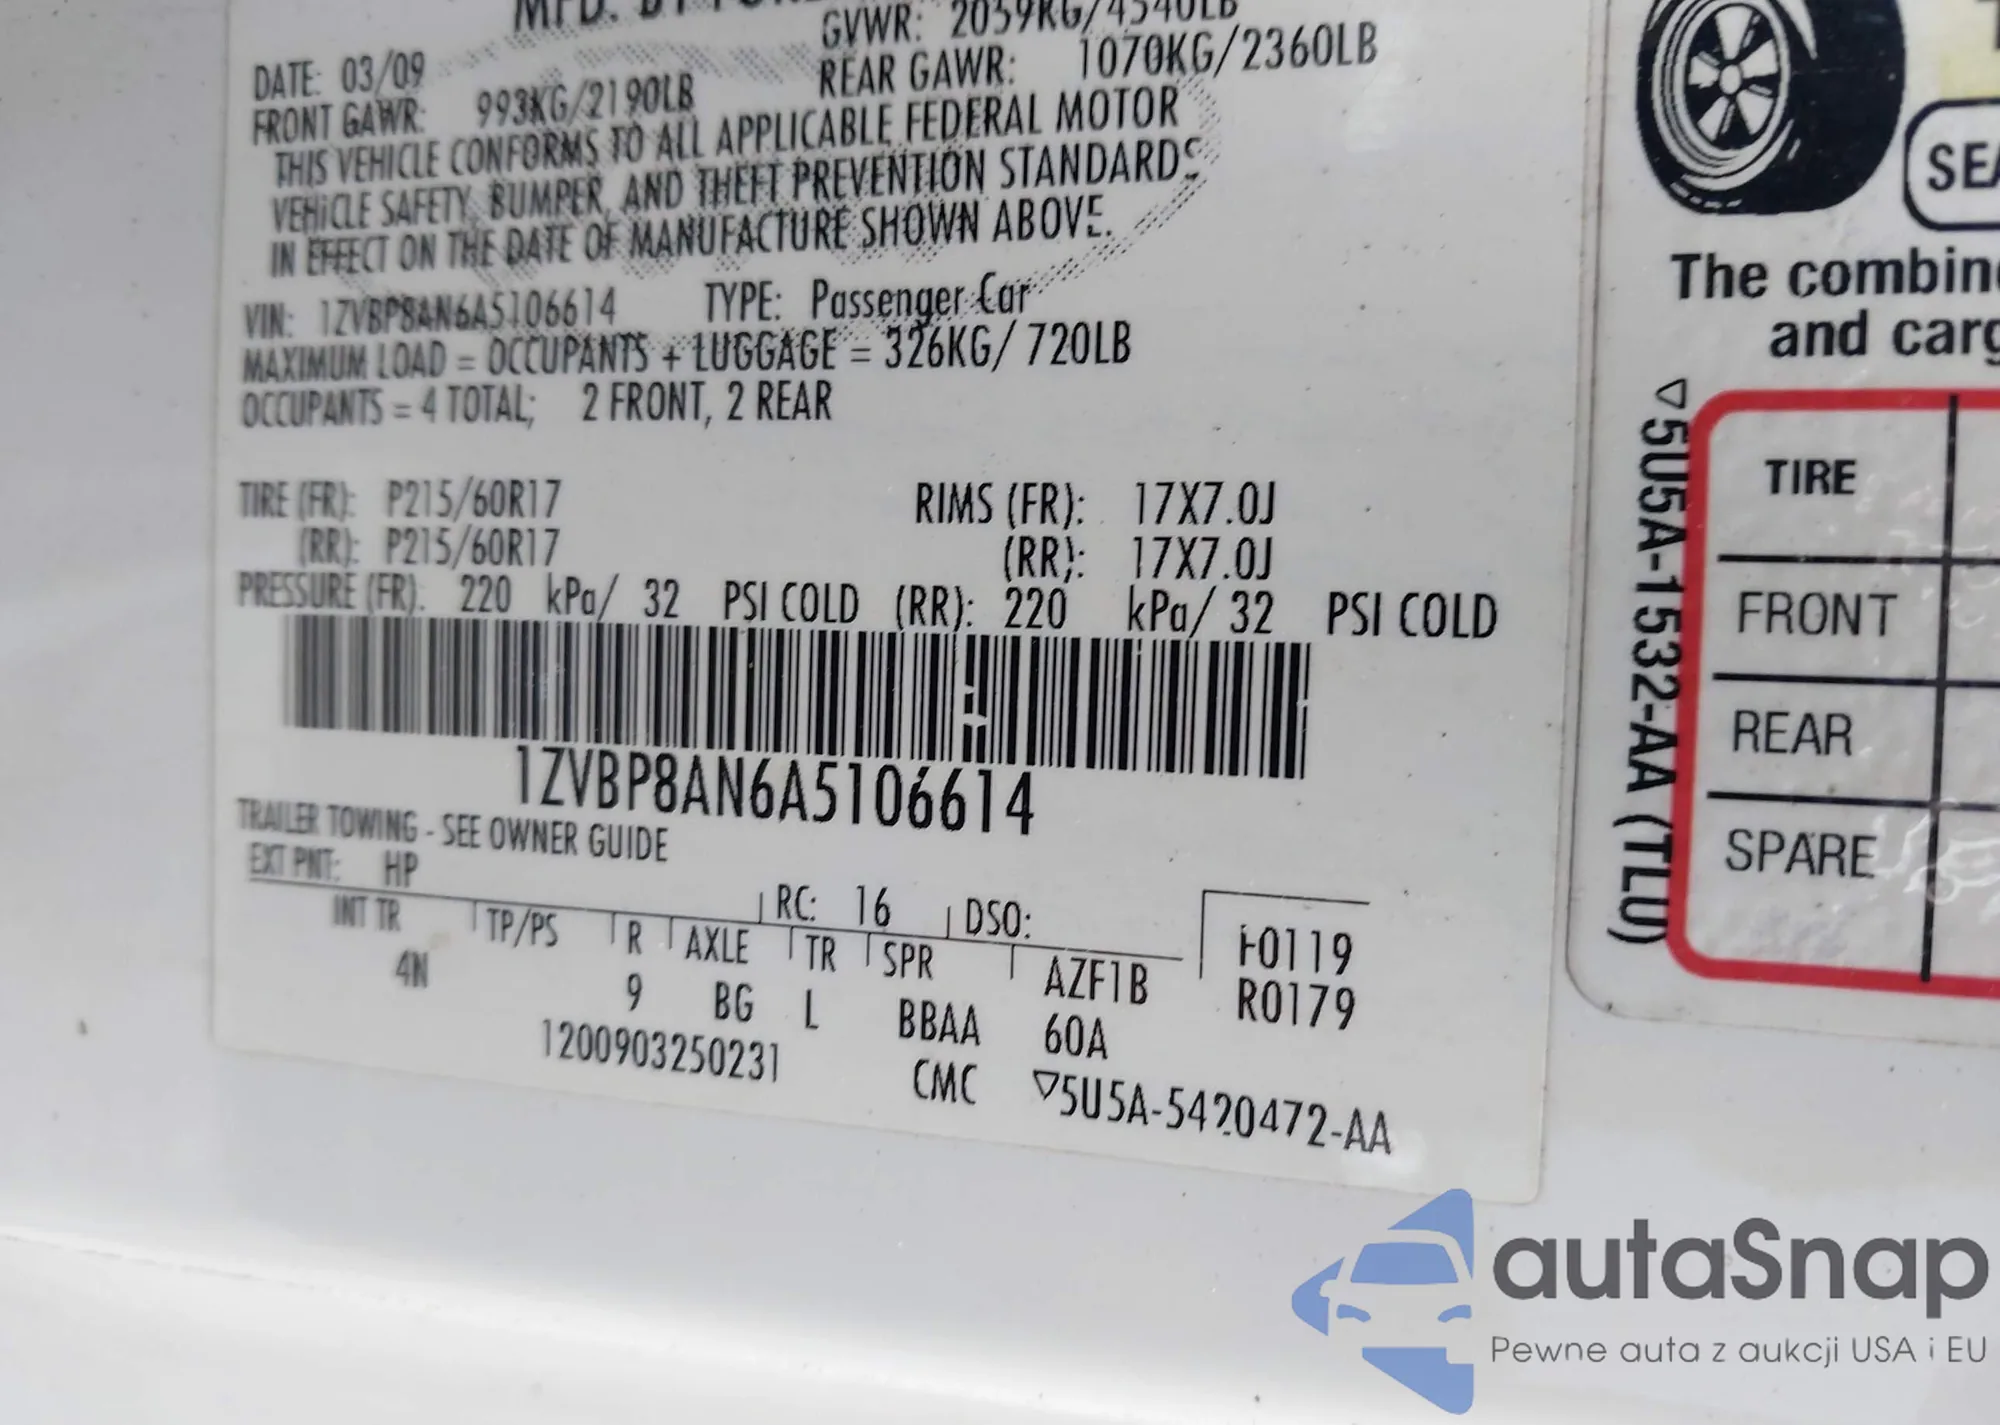 MFD. BY FORD
GVWR: 2059KG/4540LB
DATE: 03/09
FRONT GAWR: 993KG/2190LB
REAR GAWR: 1070KG/2360LB
THIS VEHICLE CONFORMS TO ALL APPLICABLE FEDERAL MOTOR
VEHICLE SAFETY, BUMPER, AND THEFT PREVENTION STANDARDS
IN EFFECT ON THE DATE OF MANUFACTURE SHOWN ABOVE.
VIN: 1ZVBP8AN6A5106614 TYPE: Passenger Car
MAXIMUM LOAD = OCCUPANTS + LUGGAGE = 326KG/ 720LB
OCCUPANTS = 4 TOTAL; 2 FRONT, 2 REAR
TIRE (FR): P215/60R17 RIMS (FR): 17X7.0J
(RR): P215/60R17 (RR): 17X7.0J
PRESSURE (FR): 220 kPa/ 32 PSI COLD (RR): 220 kPa/ 32 PSI COLD
1ZVBP8AN6A5106614
TRAILER TOWING - SEE OWNER GUIDE
EXT PNT: HP RC: 16 DSO:
INT TR TP/PS R AXLE TR SPR AZF1B
4N 9 BG L BBAA 60A
F0119
R0179
1200903250231 CMC ▽5U5A-5420472-AA
SEA
The combin
and carg
▽5U5A-1532-AA (TLU)
TIRE
FRONT
REAR
SPARE
autaSnap
Pewne auta z aukcji USA i EU